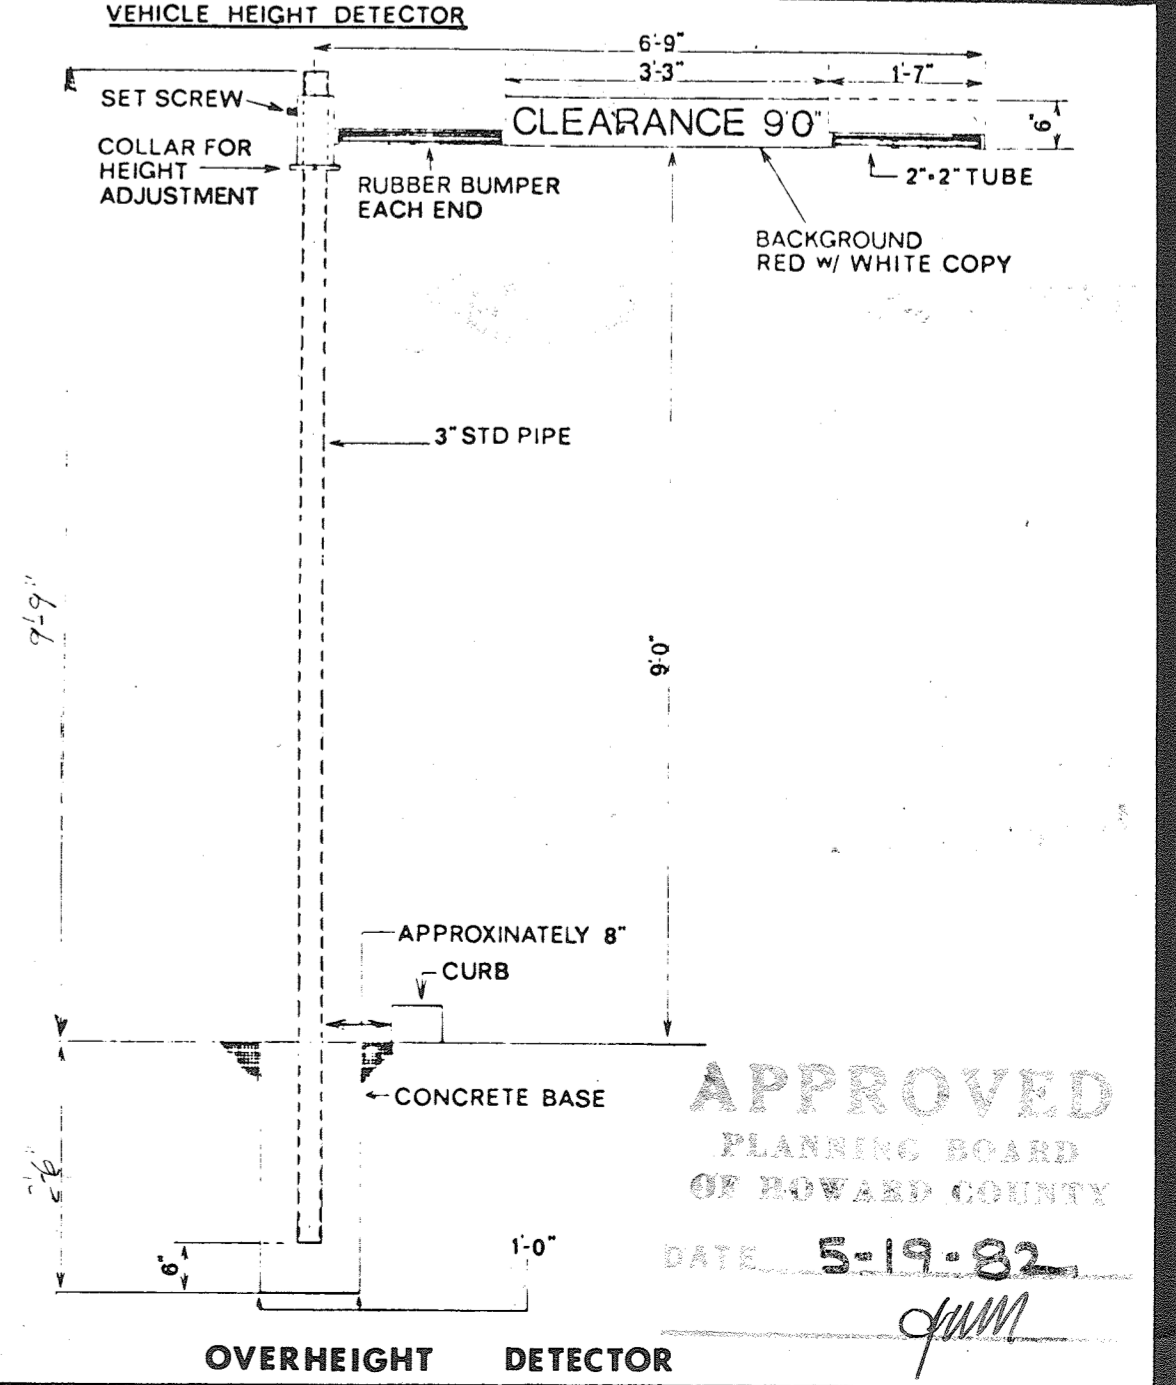 VEHICLE HEIGHT DETECTOR
6'-9"
3'-3"
1'-7"
SET SCREW
CLEARANCE 9'0"
6"
COLLAR FOR
HEIGHT
ADJUSTMENT
RUBBER BUMPER
EACH END
2"×2" TUBE
BACKGROUND
RED w/ WHITE COPY
3" STD PIPE
9'-9"
9'-0"
APPROXINATELY 8"
CURB
CONCRETE BASE
APPROVED
PLANNING BOARD
OF HOWARD COUNTY
DATE 5-19-82
6"
1'-0"
OVERHEIGHT DETECTOR